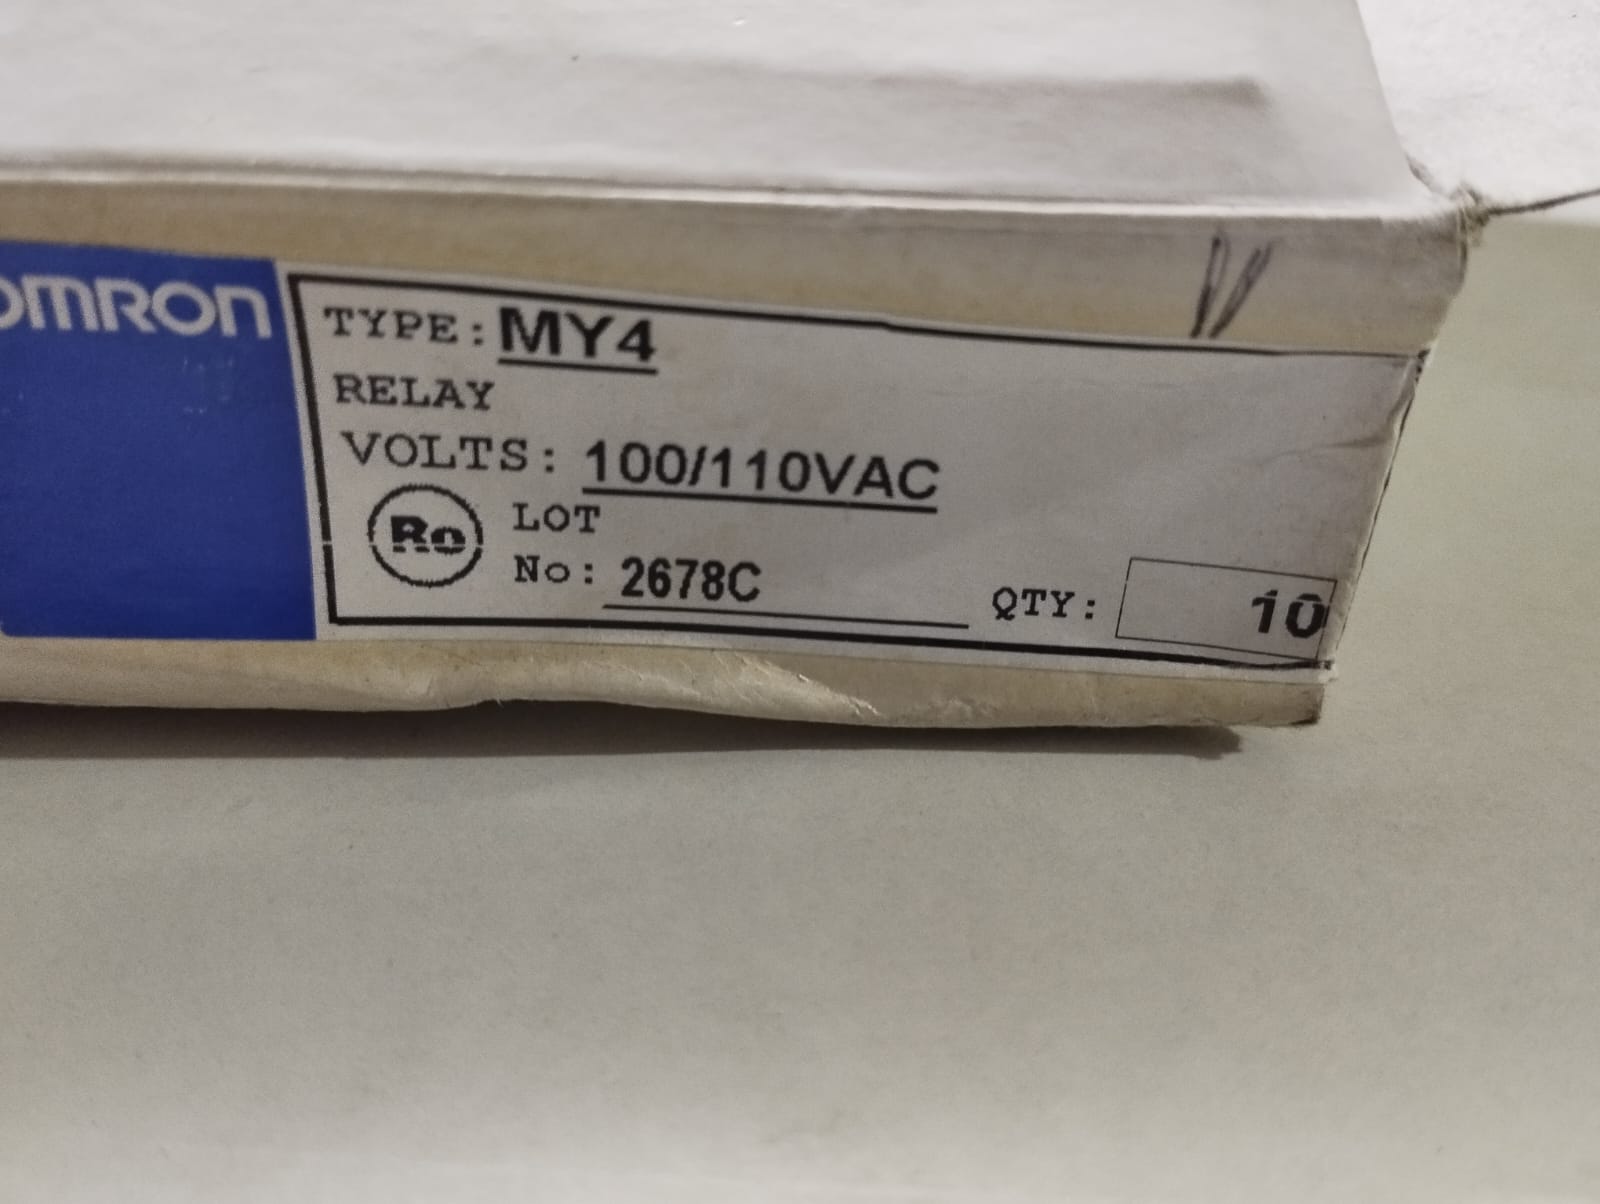 omron
TYPE: MY4
RELAY
VOLTS: 100/110VAC
Ro
LOT
No: 2678C
QTY: 10